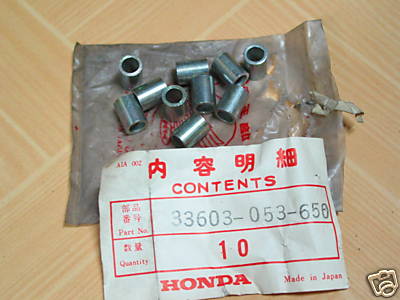 AIA 002
内容明細
CONTENTS
部品
番号
Part No.
33603-053-650
数量
Quantity
10
HONDA
Made in Japan